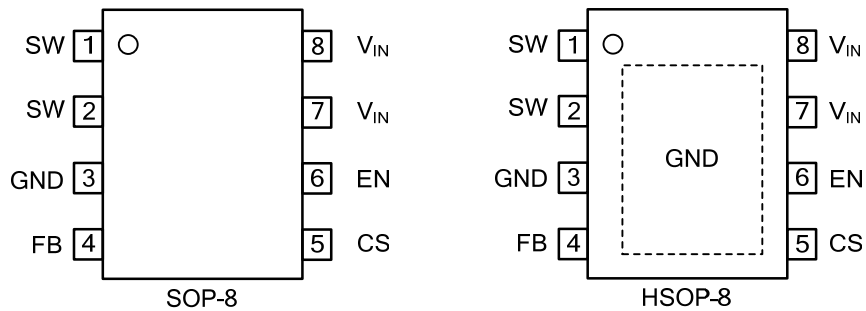 SW 1 8 VIN
SW 2 7 VIN
GND 3 6 EN
FB 4 5 CS
SOP-8
SW 1 8 VIN
SW 2 7 VIN
GND
GND 3 6 EN
FB 4 5 CS
HSOP-8